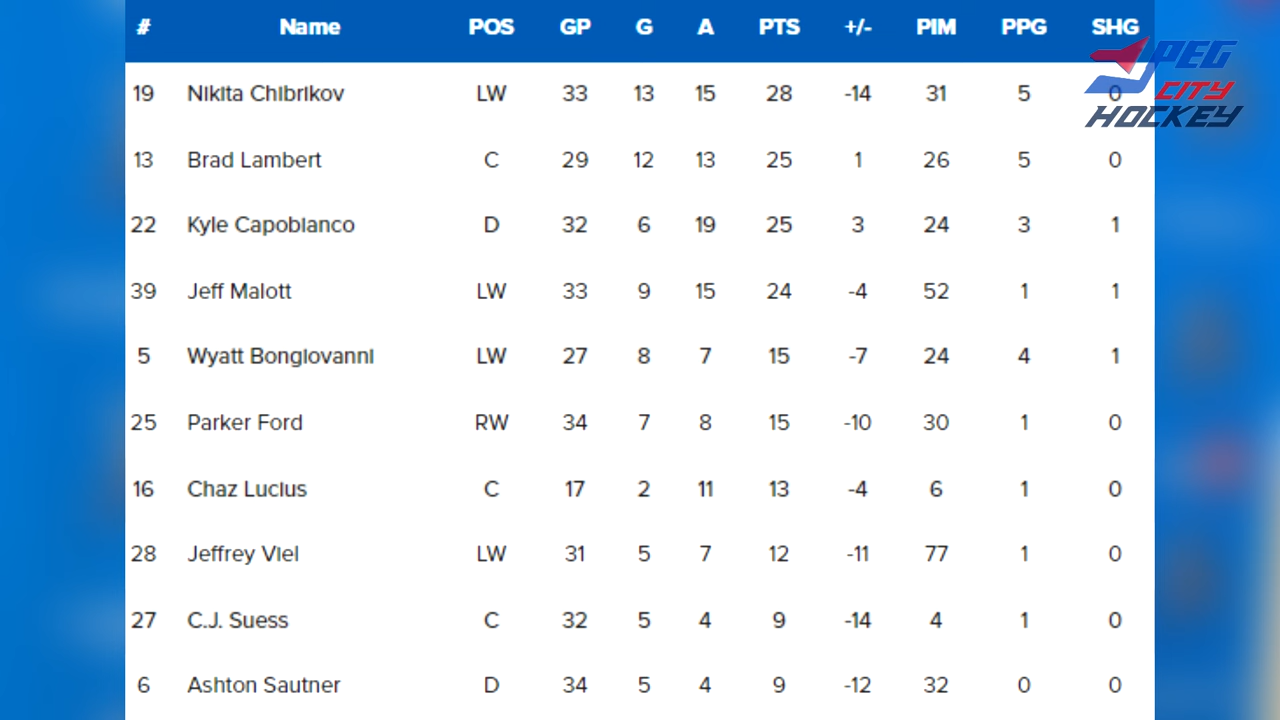 # Name POS GP G A PTS +/- PIM PPG SHG
19 Nikita Chibrikov LW 33 13 15 28 -14 31 5 0
13 Brad Lambert C 29 12 13 25 1 26 5 0
22 Kyle Capobianco D 32 6 19 25 3 24 3 1
39 Jeff Malott LW 33 9 15 24 -4 52 1 1
5 Wyatt Bongiovanni LW 27 8 7 15 -7 24 4 1
25 Parker Ford RW 34 7 8 15 -10 30 1 0
16 Chaz Lucius C 17 2 11 13 -4 6 1 0
28 Jeffrey Viel LW 31 5 7 12 -11 77 1 0
27 C.J. Suess C 32 5 4 9 -14 4 1 0
6 Ashton Sautner D 34 5 4 9 -12 32 0 0
PEG
CITY
HOCKEY